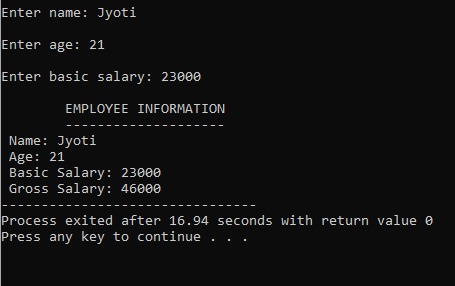 Enter name: Jyoti
Enter age: 21
Enter basic salary: 23000
EMPLOYEE INFORMATION
--------------------
Name: Jyoti
Age: 21
Basic Salary: 23000
Gross Salary: 46000
--------------------------------
Process exited after 16.94 seconds with return value 0
Press any key to continue . . .